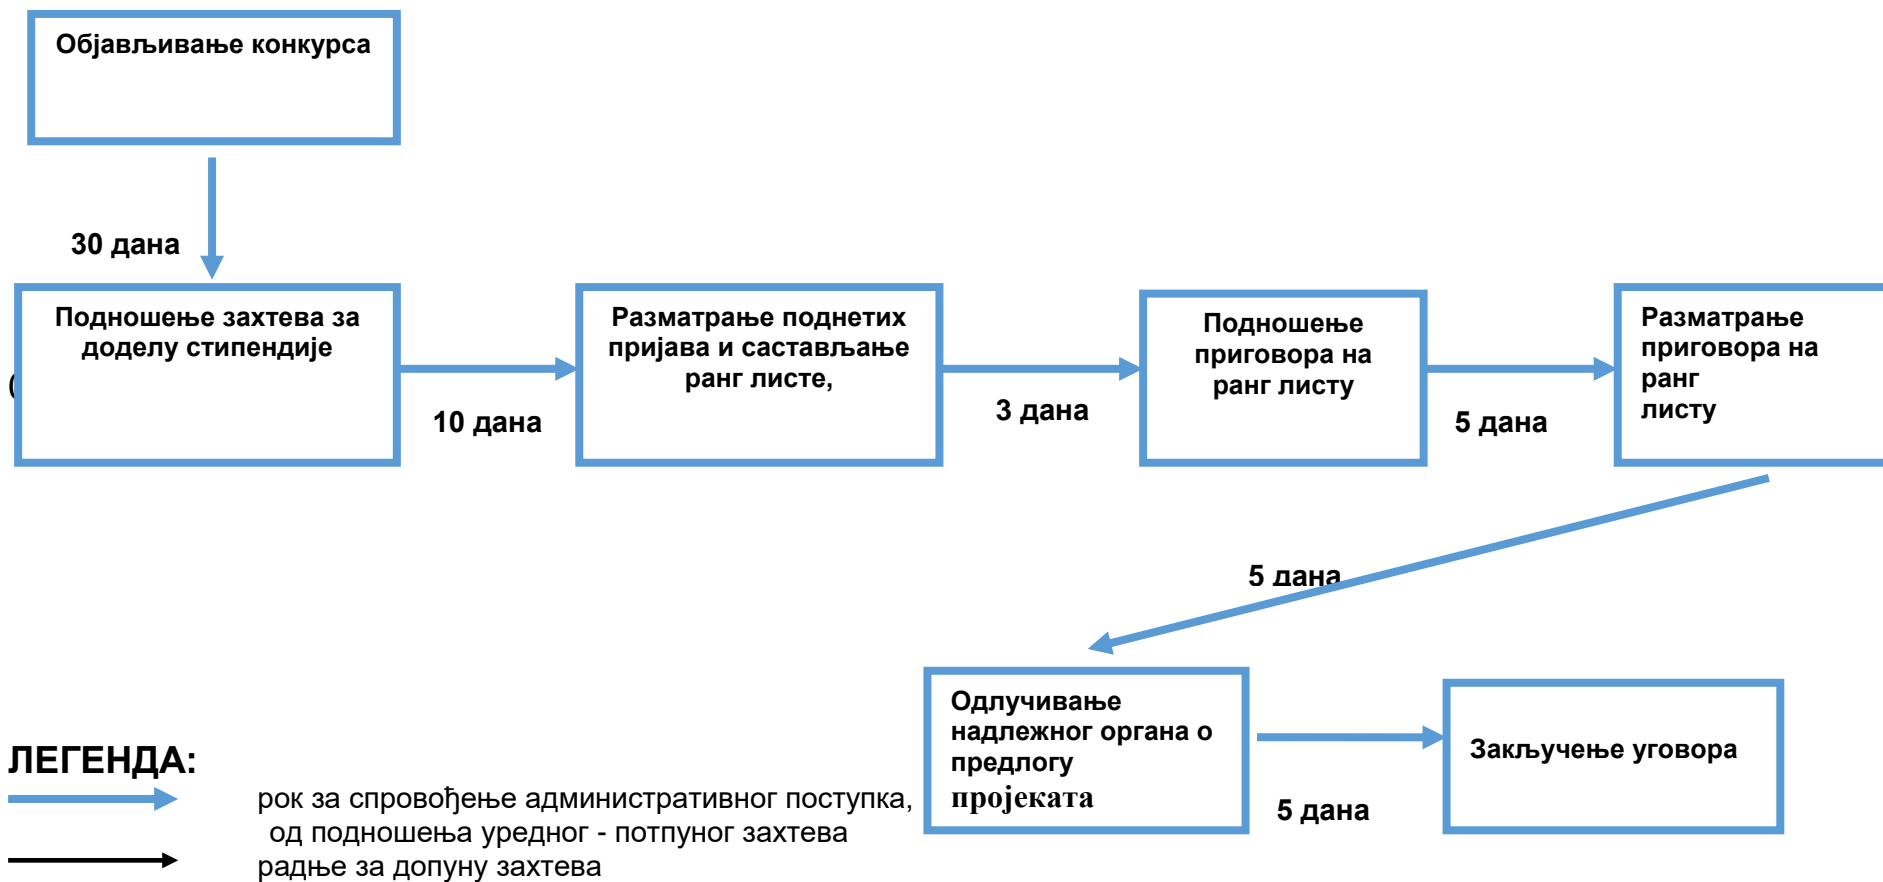 Објављивање конкурса
30 дана
Подношење захтева за
доделу стипендије
(
10 дана
Разматрање поднетих
пријава и састављање
ранг листе,
3 дана
Подношење
приговора на
ранг листу
5 дана
Разматрање
приговора на
ранг
листу
5 дана
Одлучивање
надлежног органа о
предлогу
пројеката
5 дана
Закључење уговора
ЛЕГЕНДА:
рок за спровођење административног поступка,
од подношења уредног - потпуног захтева
радње за допуну захтева